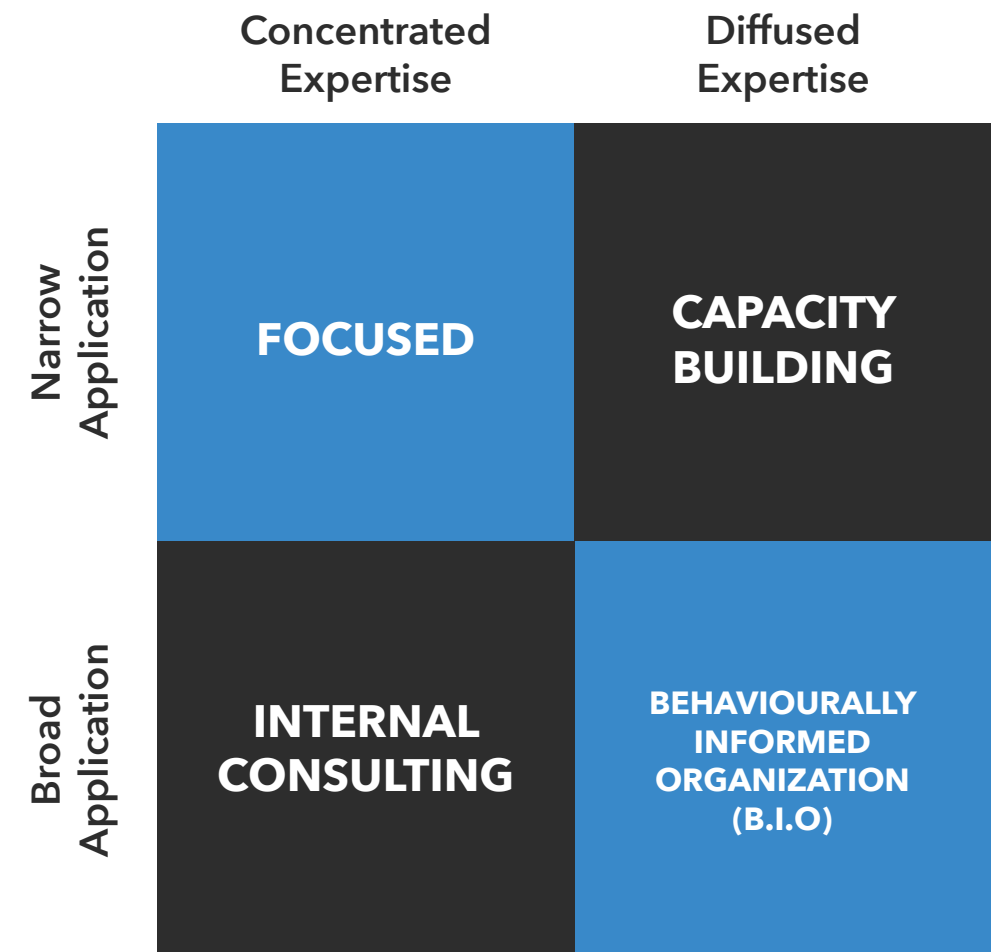 Concentrated
Expertise
Diffused
Expertise
Narrow
Application
FOCUSED
CAPACITY
BUILDING
Broad
Application
INTERNAL
CONSULTING
BEHAVIOURALLY
INFORMED
ORGANIZATION
(B.I.O)